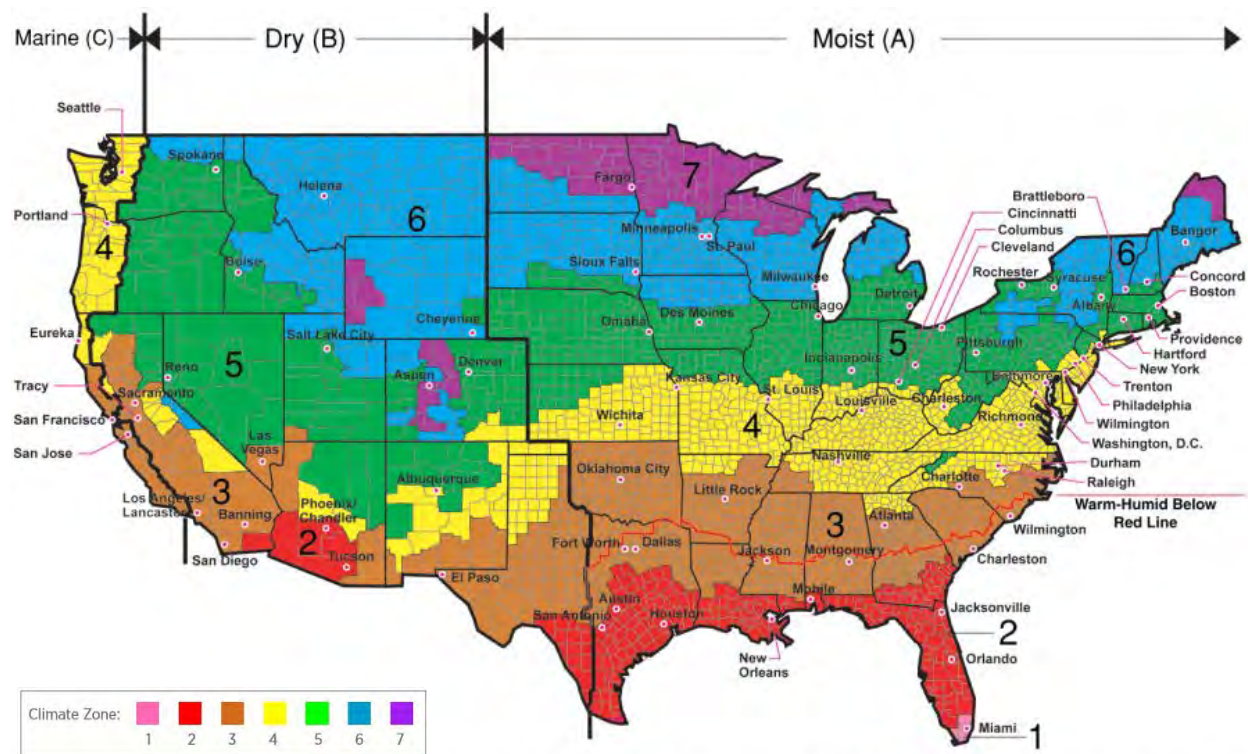 Marine (C)
Dry (B)
Moist (A)
Seattle
Spokane
Helena
Fargo
7
6
Portland
4
Boise
Minneapolis
St. Paul
Sioux Falls
Milwaukee
Brattleboro
Cincinnatti
Columbus
Cleveland
Rochester
Syracuse
6
Bangor
Albany
Concord
Boston
Eureka
Salt Lake City
Cheyenne
Omaha
Des Moines
Chicago
Detroit
Providence
Hartford
New York
Reno
5
Aspen
Denver
Indianapolis
5
Pittsburgh
Tracy
Sacramento
Kansas City
St. Louis
Baltimore
Trenton
Philadelphia
Wilmington
San Francisco
Wichita
4
Louisville
Charleston
Richmond
Washington, D.C.
San Jose
Las
Vegas
Albuquerque
Oklahoma City
Nashville
Durham
Raleigh
Charlotte
Los Angeles/
Lancaster
3
Banning
Phoenix/
Chandler
2
Little Rock
3
Atlanta
Warm-Humid Below
Red Line
Wilmington
San Diego
Tucson
El Paso
Fort Worth
Dallas
Jackson
Montgomery
Charleston
Austin
San Antonio
Houston
Mobile
Jacksonville
2
New
Orleans
Orlando
Miami
1
Climate Zone:
1 2 3 4 5 6 7